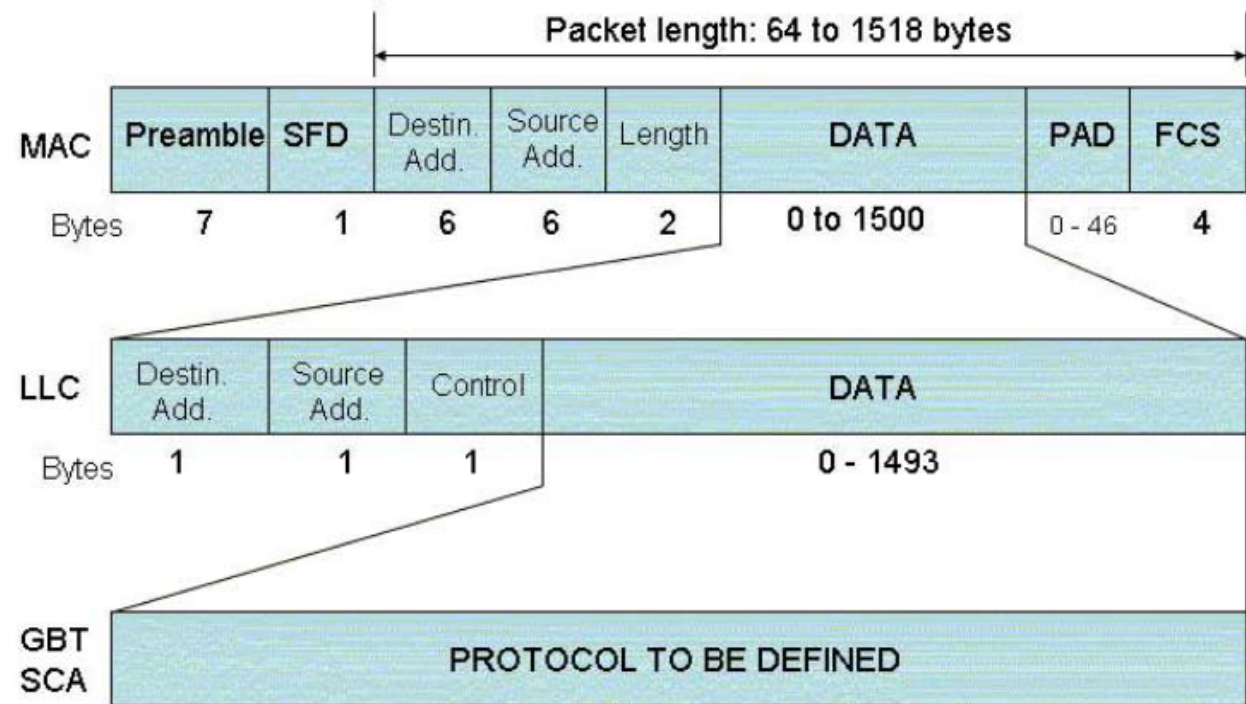 Packet length: 64 to 1518 bytes
MAC Preamble SFD Destin. Add. Source Add. Length DATA PAD FCS
Bytes 7 1 6 6 2 0 to 1500 0 - 46 4
LLC Destin. Add. Source Add. Control DATA
Bytes 1 1 1 0 - 1493
GBT
SCA
PROTOCOL TO BE DEFINED